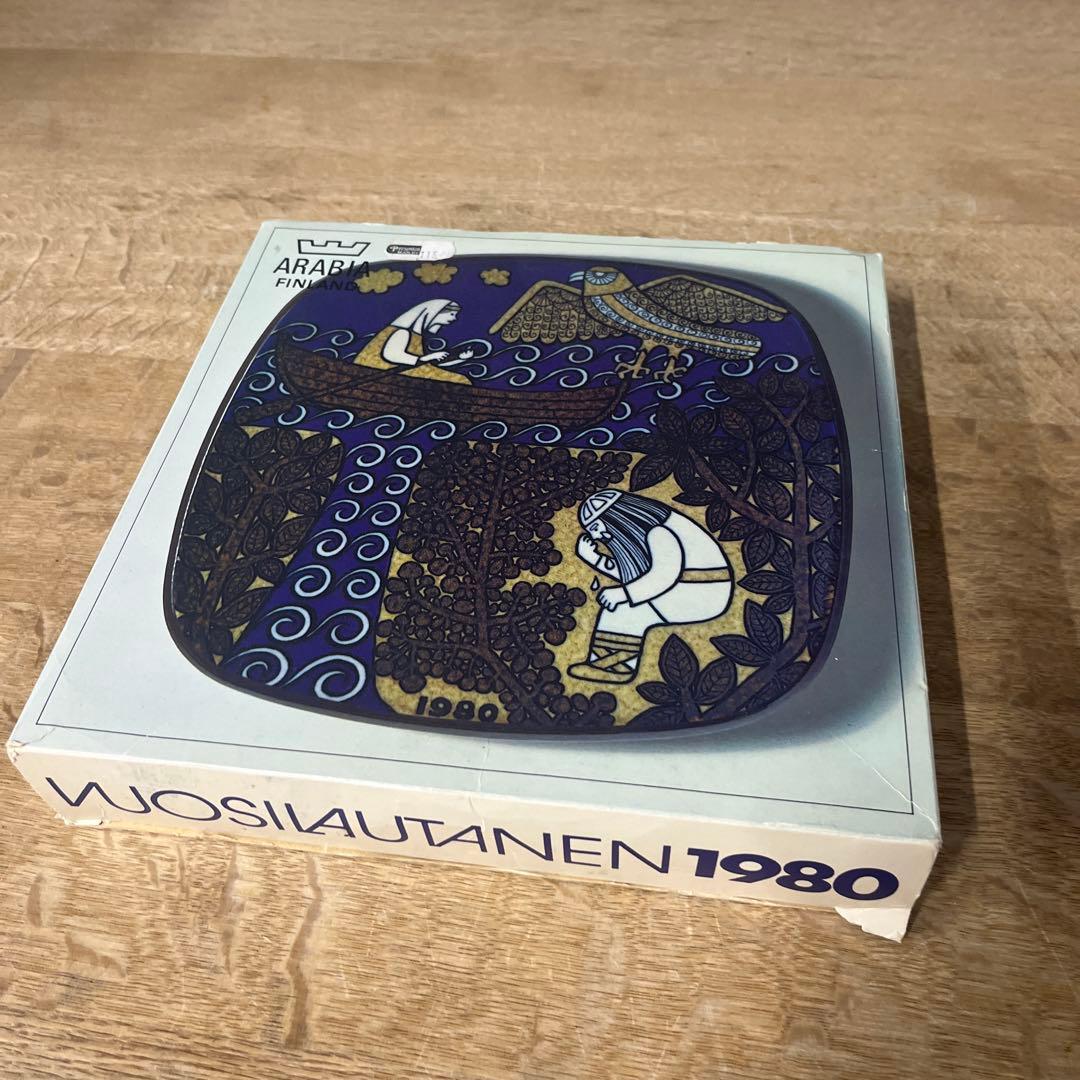 ARABIA
FINLAND
1980
VUOSILAUTANEN 1980